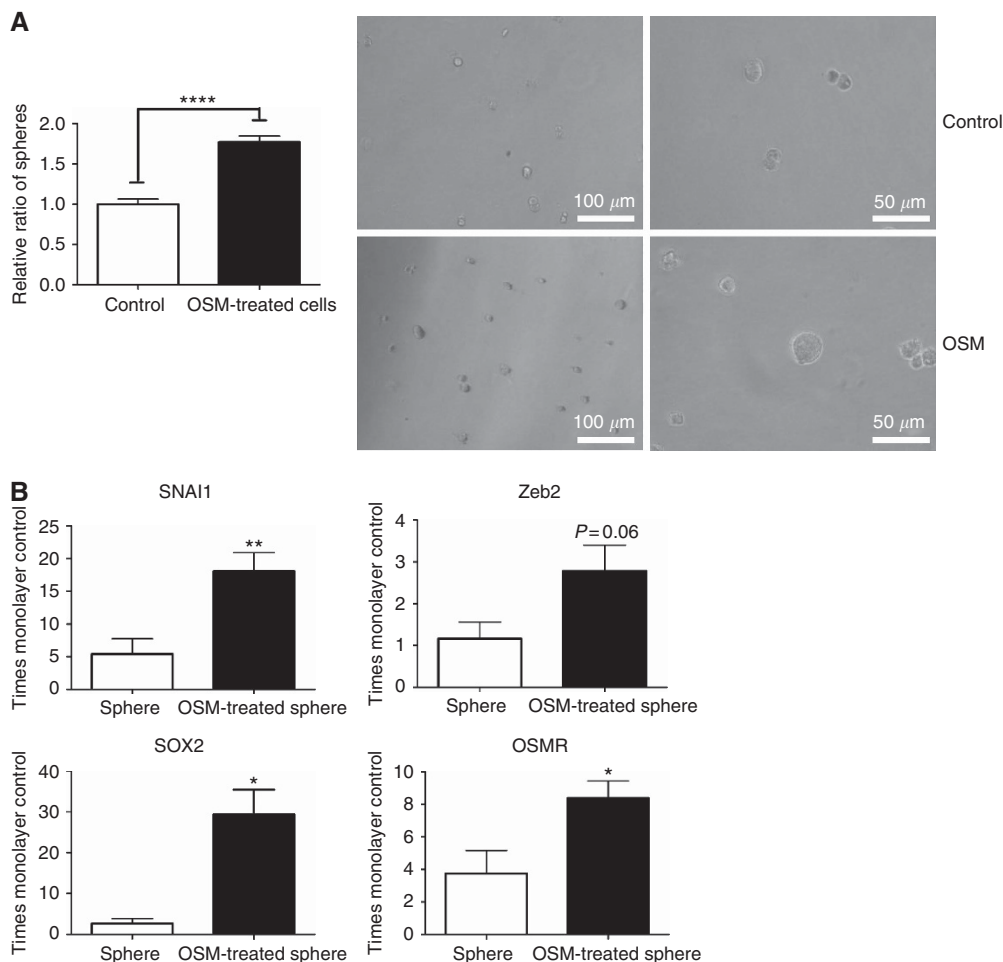 A
Relative ratio of spheres
2.0
1.5
1.0
0.5
0.0
****
Control
OSM-treated cells
100 μm
50 μm
Control
100 μm
50 μm
OSM
B
SNAI1
Times monolayer control
25
20
15
10
5
0
**
Sphere
OSM-treated sphere
Zeb2
Times monolayer control
4
3
2
1
0
P=0.06
Sphere
OSM-treated sphere
SOX2
Times monolayer control
40
30
20
10
0
*
Sphere
OSM-treated sphere
OSMR
Times monolayer control
10
8
6
4
2
0
*
Sphere
OSM-treated sphere